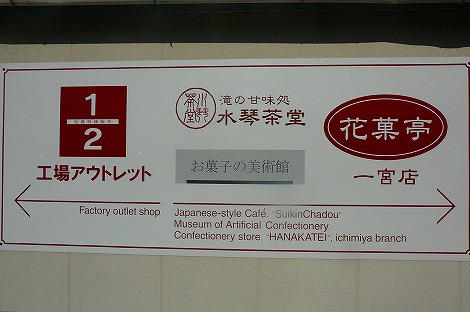 1
2
工場アウトレット
Factory outlet shop
滝の甘味処
水琴茶堂
お菓子の美術館
花菓亭
一宮店
Japanese-style Café, "SuikinChadou"
Museum of Artificial Confectionery
Confectionery store, "HANAKATEI", ichimiya branch